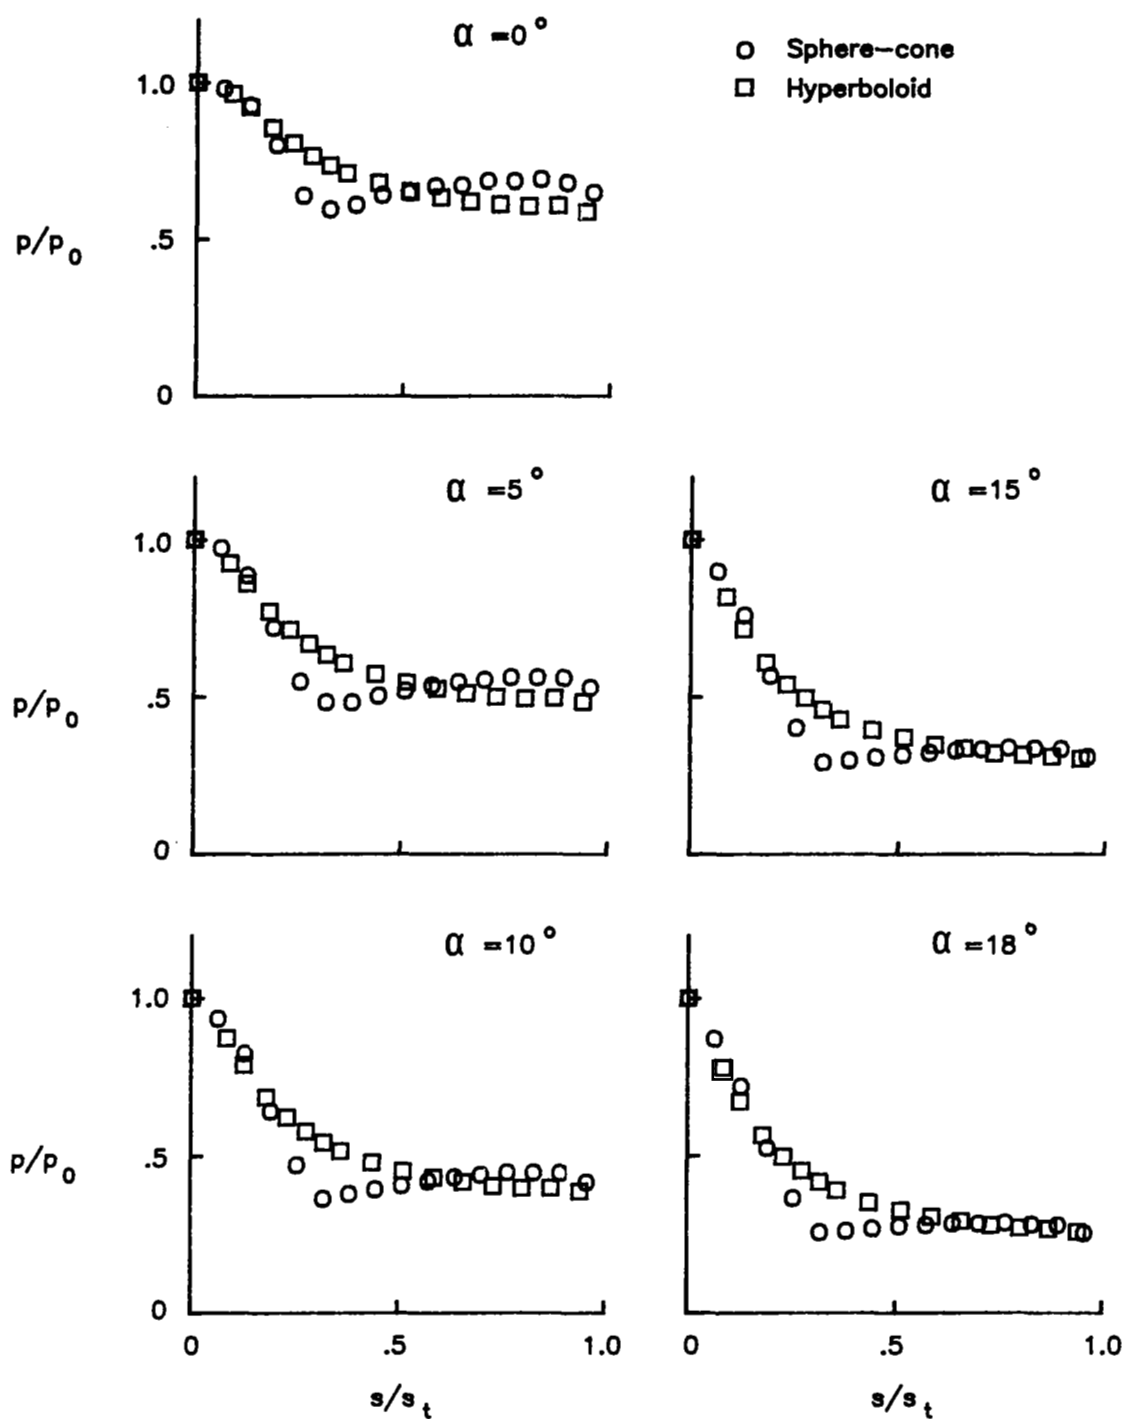 α =0°
Sphere-cone
Hyperboloid
1.0
p/p₀
.5
0
α =5°
1.0
p/p₀
.5
0
α =15°
α =10°
1.0
p/p₀
.5
0
0 .5 1.0
s/sₜ
α =18°
0 .5 1.0
s/sₜ